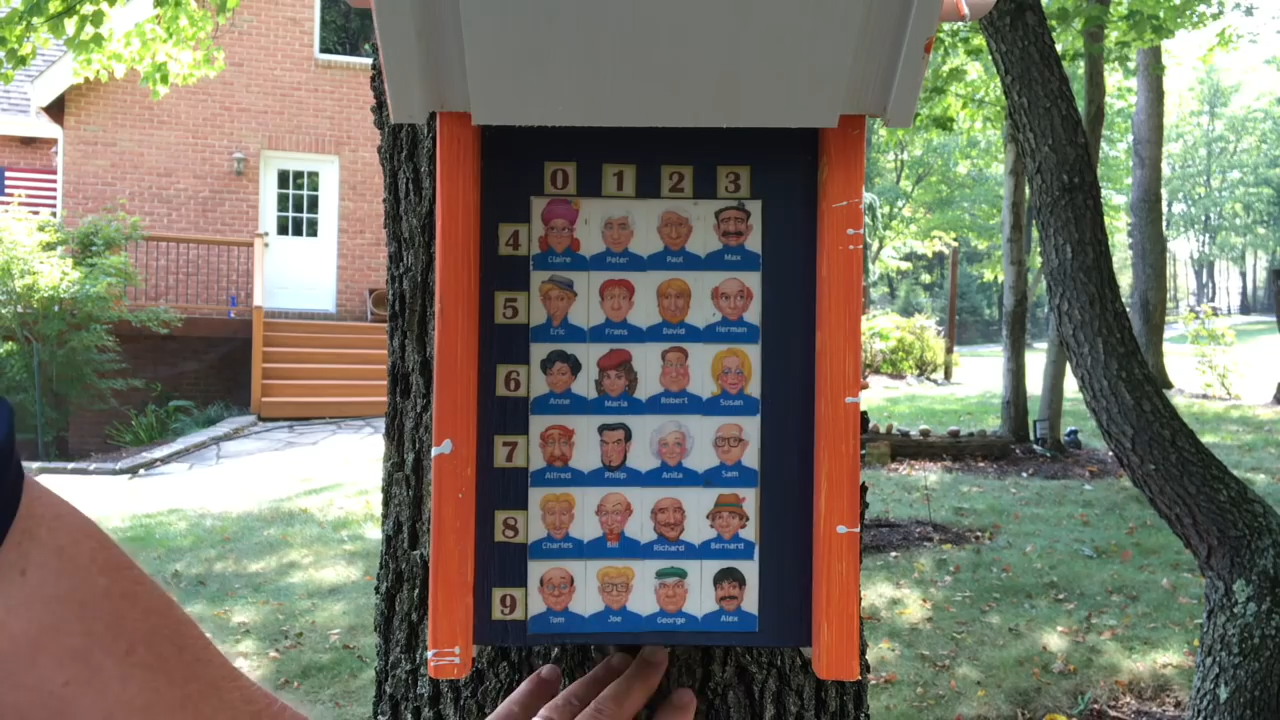 0 1 2 3
4
Claire Peter Paul Max
5
Eric Frans David Herman
6
Anne Maria Robert Susan
7
Alfred Philip Anita Sam
8
Charles Bill Richard Bernard
9
Tom Joe George Alex